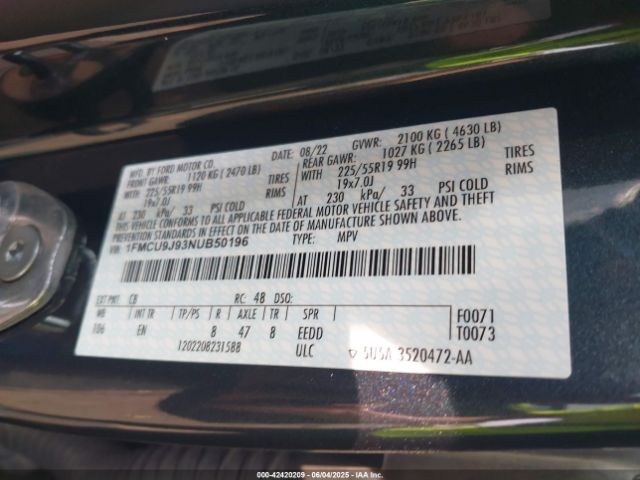 MFD. BY FORD MOTOR CO. DATE: 08/22 GVWR: 2100 KG ( 4630 LB)
FRONT GAWR: 1120 KG ( 2470 LB) REAR GAWR: 1027 KG ( 2265 LB)
WITH 225/55R19 99H TIRES WITH 225/55R19 99H TIRES
19x7.0J RIMS 19x7.0J RIMS
AT 230 kPa/ 33 PSI COLD AT 230 kPa/ 33 PSI COLD
THIS VEHICLE CONFORMS TO ALL APPLICABLE FEDERAL MOTOR VEHICLE SAFETY AND THEFT
PREVENTION STANDARDS IN EFFECT ON THE DATE OF MANUFACTURE SHOWN ABOVE.
VIN: 1FMCU9J93NUB50196 TYPE: MPV
EXT PNT: CB RC: 48 DSO:
WB INT TR TP/PS R AXLE TR SPR F0071
106 EN 8 47 8 EEDD T0073
1202208231588 ULC 5U5A 3520472-AA
000-42420209 - 06/04/2025 - IAAI.COM